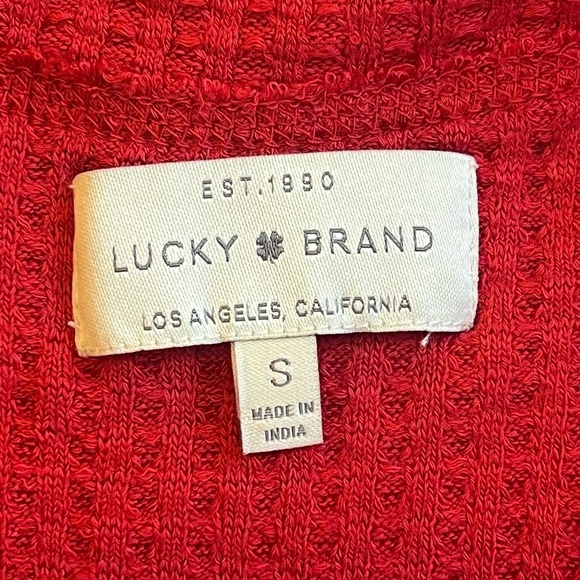 EST.1990
LUCKY BRAND
LOS ANGELES, CALIFORNIA
S
MADE IN
INDIA